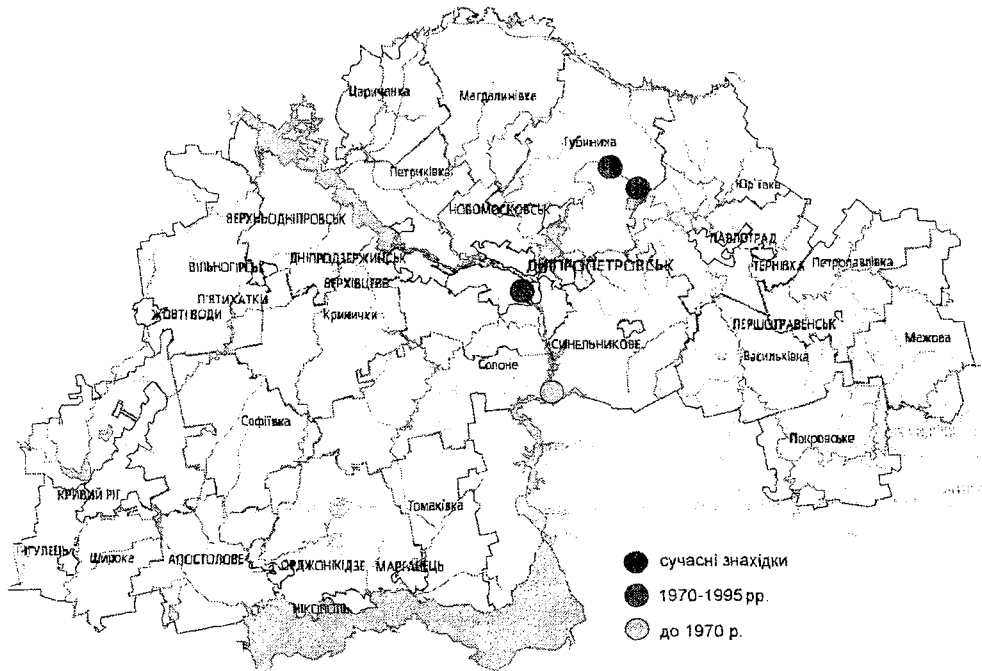 Царичанка
Магдалинівка
Губиниха
Петриківка
Юр'ївка
НОВОМОСКОВСЬК
ВЕРХНЬОДНІПРОВСЬК
ПАВЛОГРАД
ДНІПРОДЗЕРЖИНСЬК
ДНІПРОПЕТРОВСЬК
ВІЛЬНОГІРСЬК
ТЕРНІВКА
Петропавлівка
ВЕРХІВЦЕВЕ
П'ЯТИХАТКИ
ЖОВТІ ВОДИ
Кринички
ПЕРШОТРАВЕНСЬК
СИНЕЛЬНИКОВЕ
Межова
Васильківка
Солоне
Софіївка
Покровське
КРИВИЙ РІГ
Томаківка
ІНГУЛЕЦЬ
Широке
АПОСТОЛОВЕ
ОРДЖОНІКІДЗЕ
МАРГАНЕЦЬ
НІКОПОЛЬ
сучасні знахідки
1970-1995 рр.
до 1970 р.